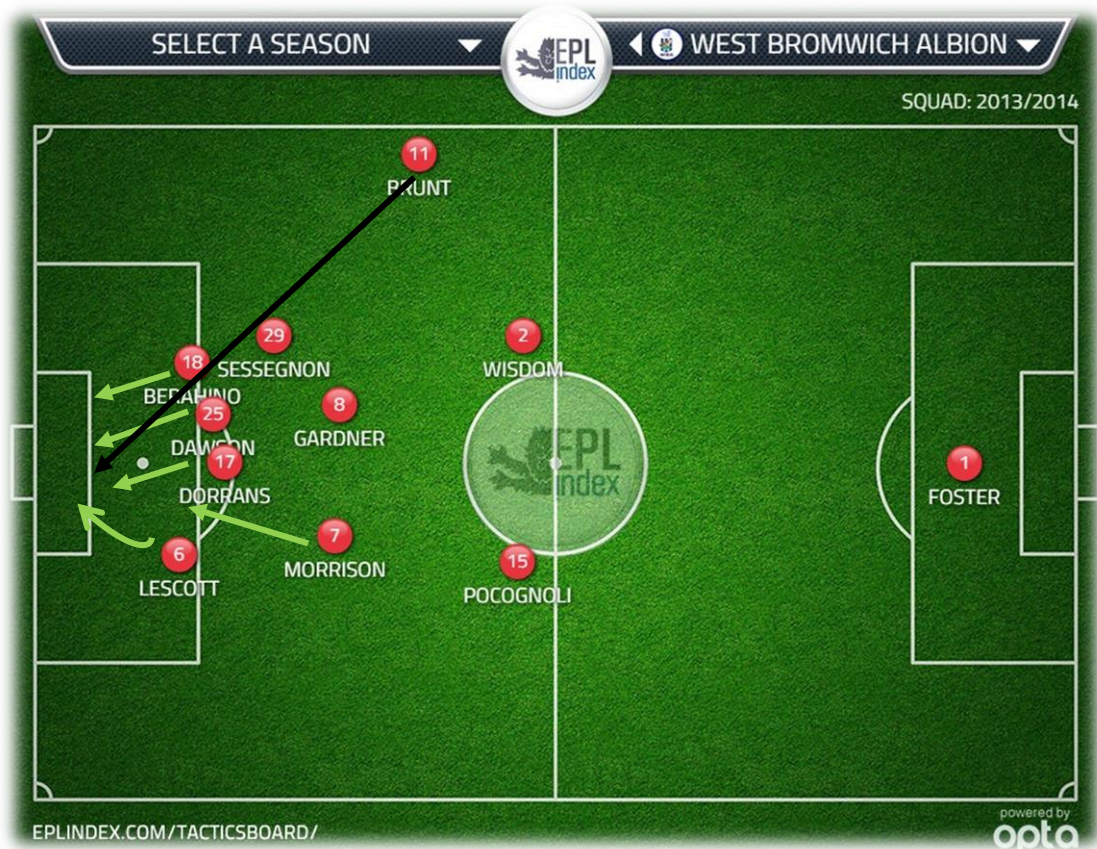 SELECT A SEASON
EPL
index
WEST BROMWICH ALBION
SQUAD: 2013/2014
11
BRUNT
29
SESSEGNON
2
WISDOM
18
BERAHINO
8
GARDNER
25
DAWSON
EPL
index
17
DORRANS
1
FOSTER
7
MORRISON
6
LESCOTT
15
POCOGNOLI
EPLINDEX.COM/TACTICSBOARD/
powered by
opta